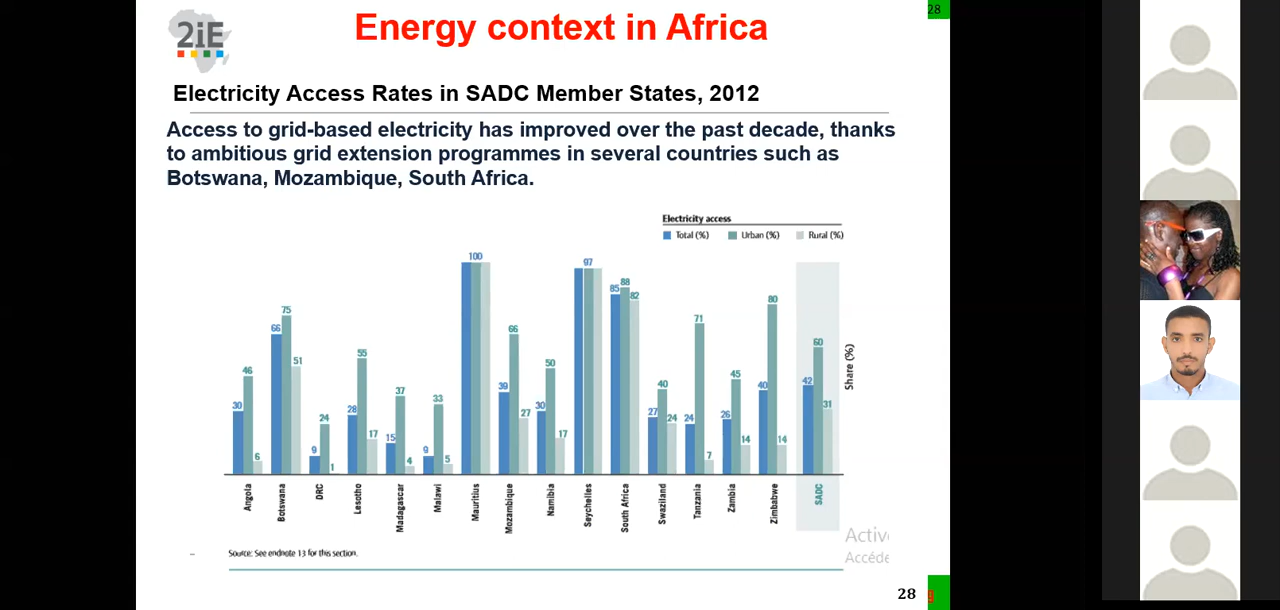 28
2iE
Energy context in Africa
Electricity Access Rates in SADC Member States, 2012
Access to grid-based electricity has improved over the past decade, thanks
to ambitious grid extension programmes in several countries such as
Botswana, Mozambique, South Africa.
Electricity access
Total (%) Urban (%) Rural (%)
30 46 6
66 75 51
9 24 1
28 55 17
15 37 4
9 33 5
100
39 66 27
30 50 17
97
85 88 82
27 40 24
24 71 7
26 45 14
40 80 14
42 60 31
Share (%)
Angola
Botswana
DRC
Lesotho
Madagascar
Malawi
Mauritius
Mozambique
Namibia
Seychelles
South Africa
Swaziland
Tanzania
Zambia
Zimbabwe
SADC
Activ
Accéde
Source: See endnote 13 for this section.
28